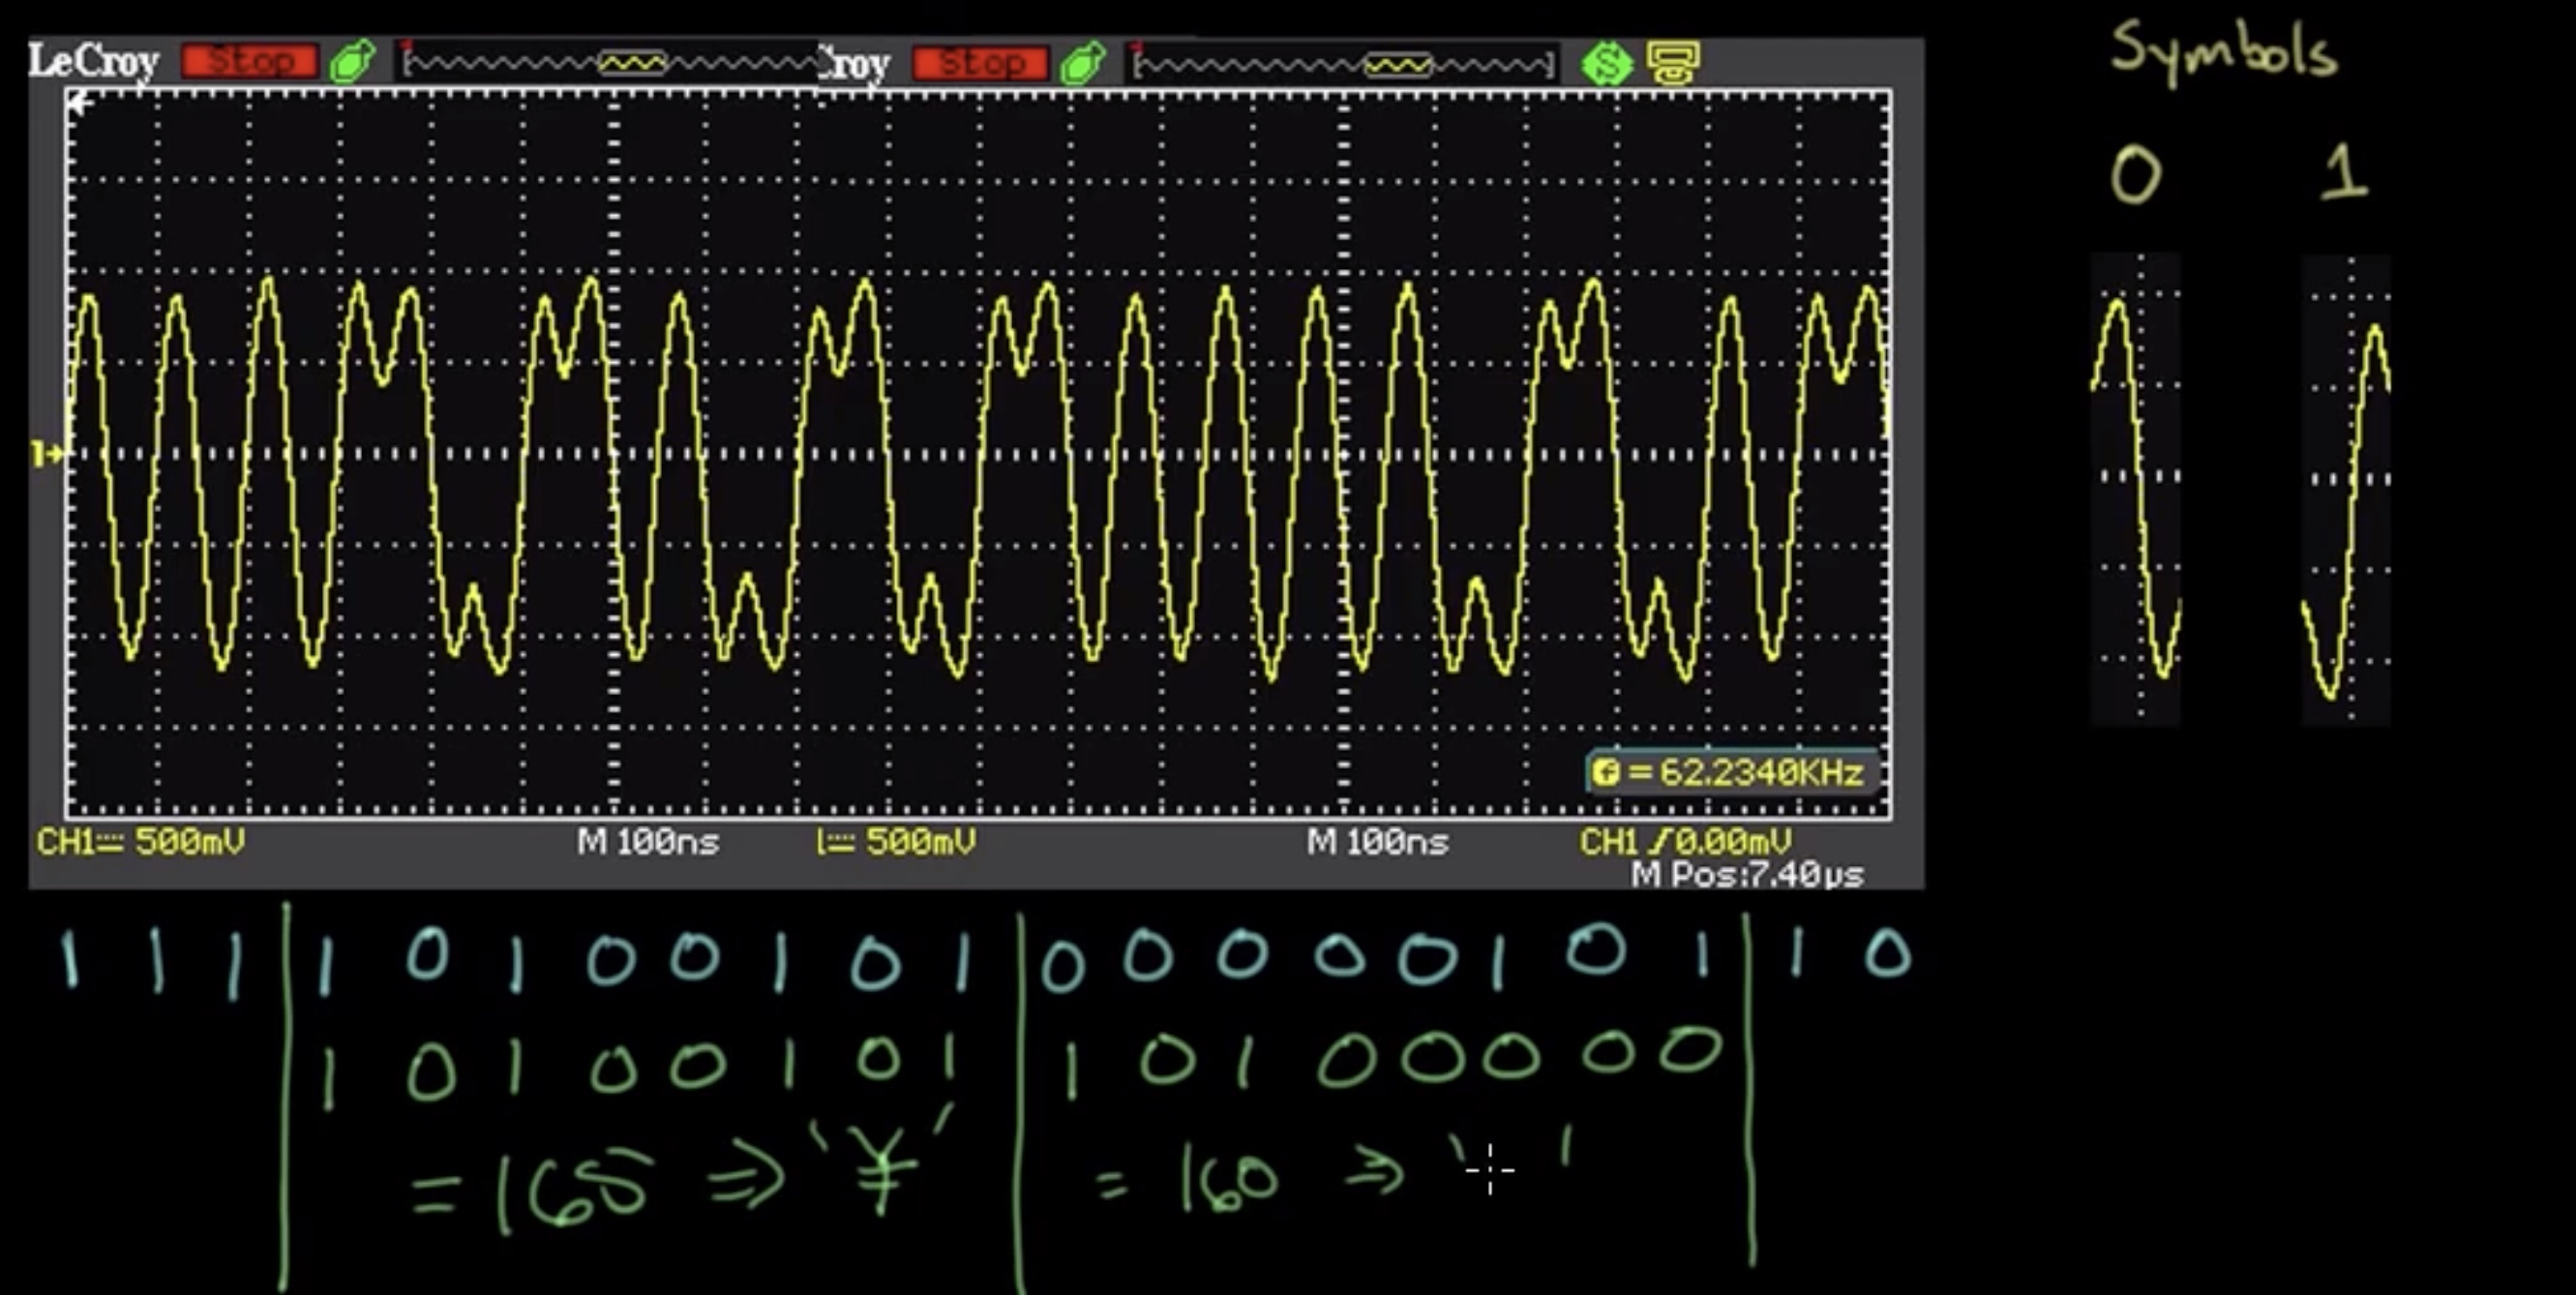 LeCroy Stop Croy Stop S
Symbols
0 1
1
f = 62.2340KHz
CH1 500mV M 100ns 500mV M 100ns CH1 0.00mV
M Pos:7.40µs
1 1 1 1 0 1 0 0 1 0 1 0 0 0 0 0 1 0 1 1 0
1 0 1 0 0 1 0 1 1 0 1 0 0 0 0 0
= 165 ⇒ '¥' = 160 ⇒ ' '